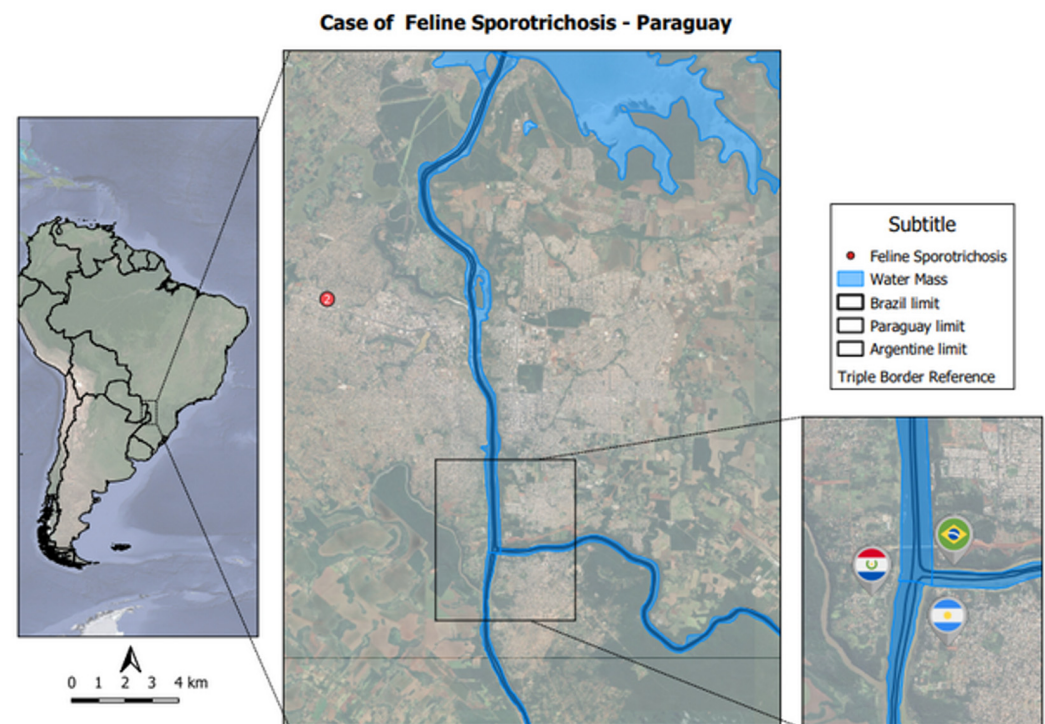 Case of Feline Sporotrichosis - Paraguay
2
Subtitle
Feline Sporotrichosis
Water Mass
Brazil limit
Paraguay limit
Argentine limit
Triple Border Reference
0 1 2 3 4 km